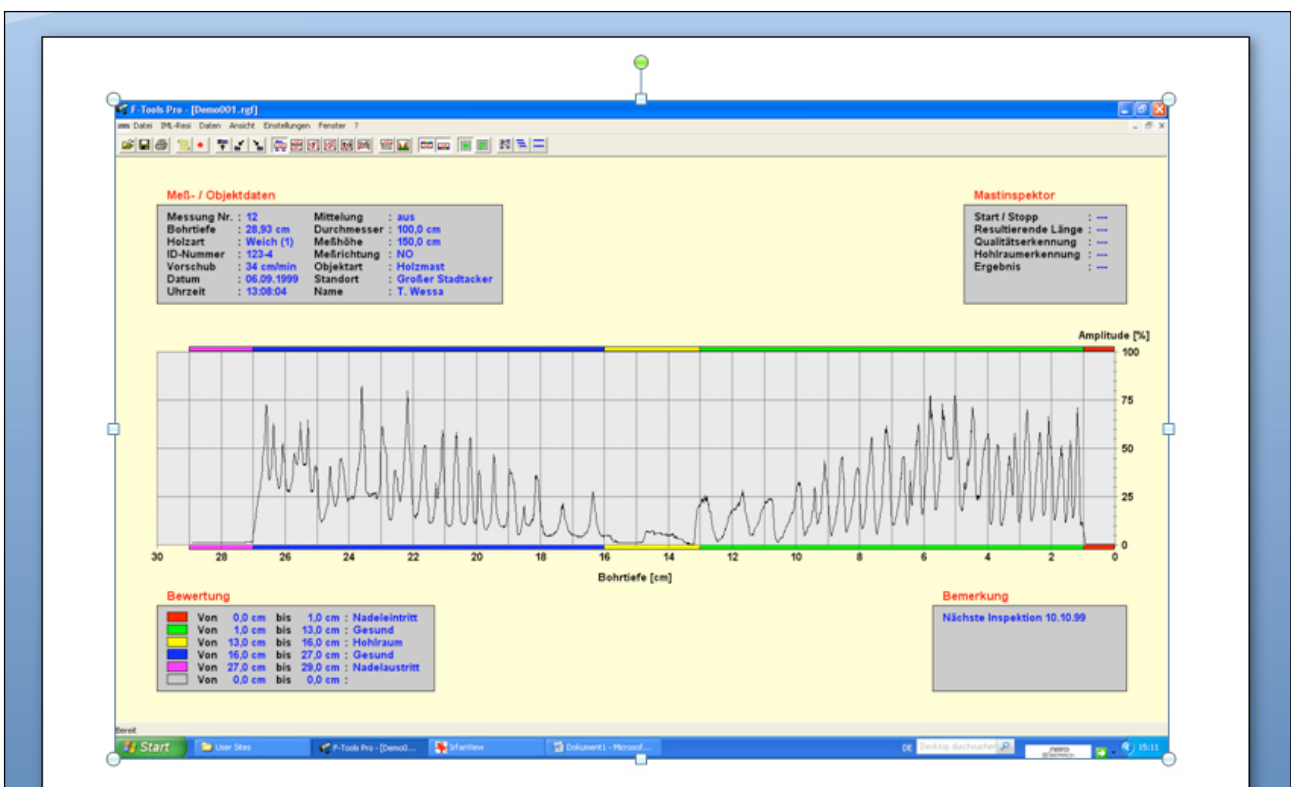 F-Tools Pro - [Demo001.rgf]
Datei IML-Resi Daten Ansicht Einstellungen Fenster ?
Meß- / Objektdaten
Messung Nr. : 12 Mittelung : aus
Bohrtiefe : 28,93 cm Durchmesser : 100,0 cm
Holzart : Weich (1) Meßhöhe : 150,0 cm
ID-Nummer : 123-4 Meßrichtung : NO
Vorschub : 34 cm/min Objektart : Holzmast
Datum : 06.09.1999 Standort : Großer Stadtacker
Uhrzeit : 13:08:04 Name : T. Wessa
Mastinspektor
Start / Stopp : ---
Resultierende Länge : ---
Qualitätserkennung : ---
Hohlraumerkennung : ---
Ergebnis : ---
Amplitude [%]
100
75
50
25
0
30 28 26 24 22 20 18 16 14 12 10 8 6 4 2 0
Bohrtiefe [cm]
Bewertung
Von 0,0 cm bis 1,0 cm : Nadeleintritt
Von 1,0 cm bis 13,0 cm : Gesund
Von 13,0 cm bis 16,0 cm : Hohlraum
Von 16,0 cm bis 27,0 cm : Gesund
Von 27,0 cm bis 29,0 cm : Nadelaustritt
Von 0,0 cm bis 0,0 cm :
Bemerkung
Nächste Inspektion 10.10.99
Bereit
Start User Sites F-Tools Pro - [Demo0... IrfanView Dokument1 - Microsof... DE Desktop durchsuchen nero 15:11